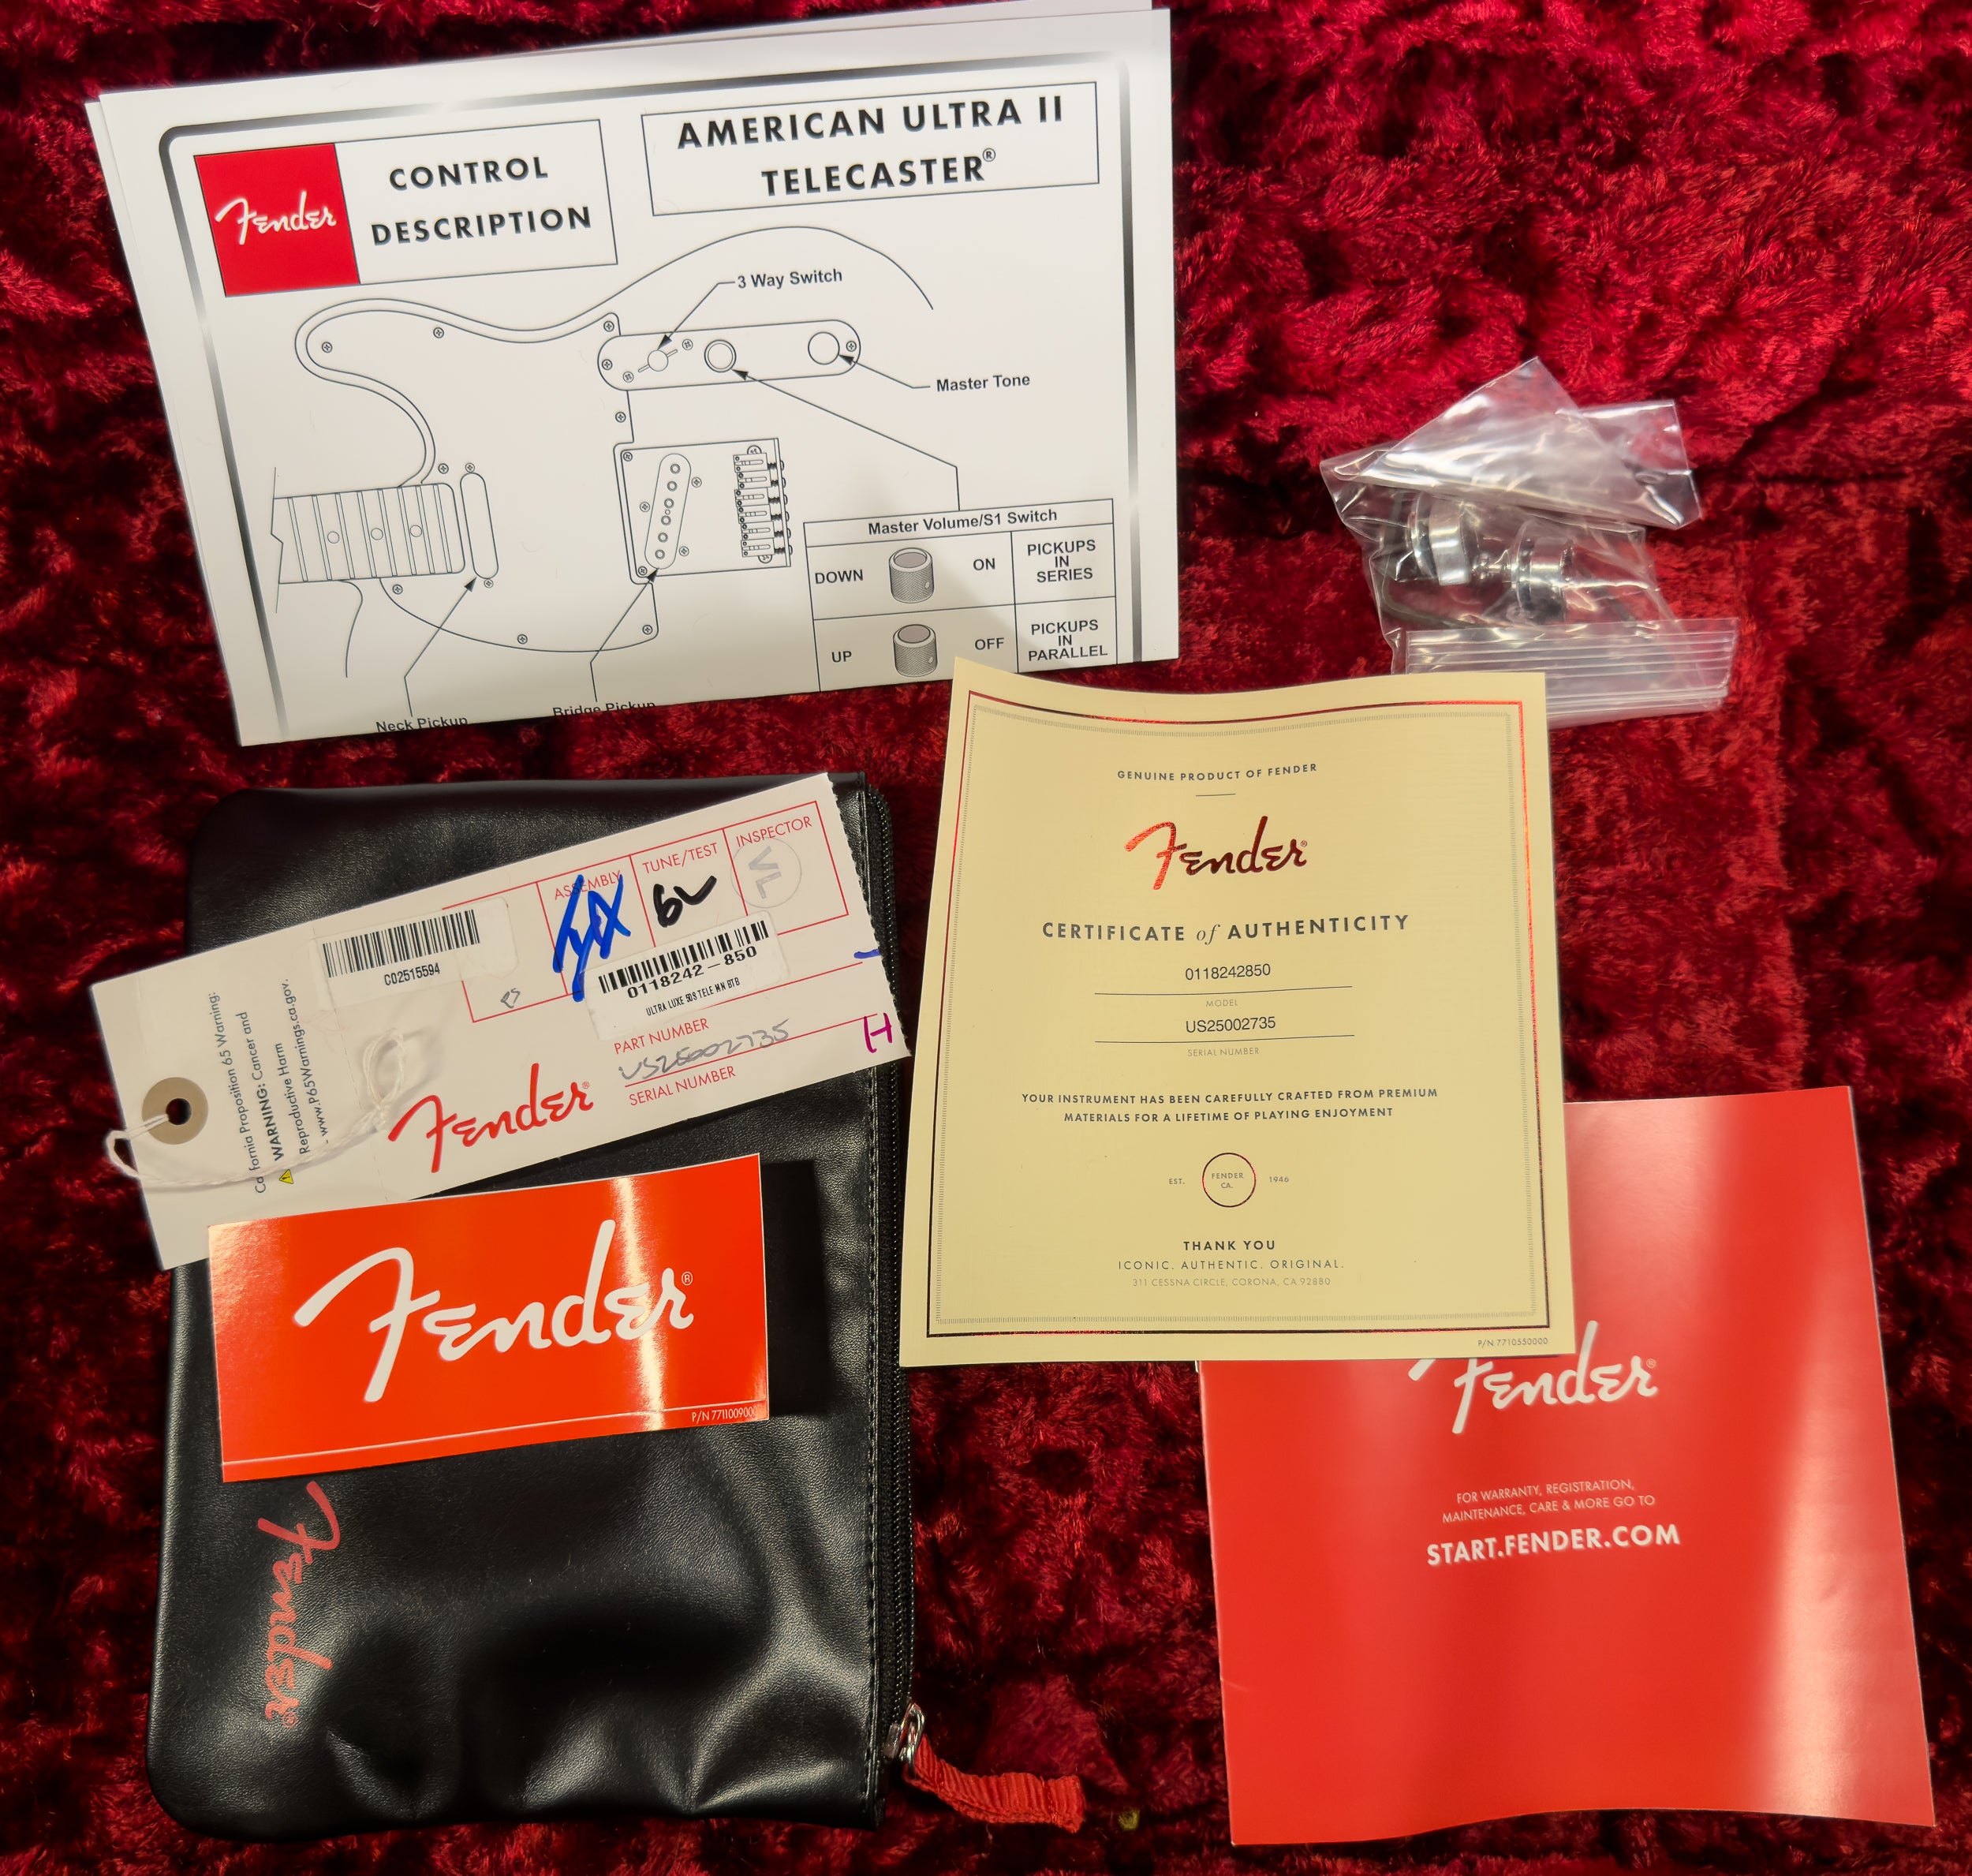 Fender
CONTROL
DESCRIPTION
AMERICAN ULTRA II
TELECASTER®
3 Way Switch
Master Tone
Master Volume/S1 Switch
DOWN
ON
PICKUPS
IN
SERIES
UP
OFF
PICKUPS
IN
PARALLEL
Neck Pickup
Bridge Pickup
California Proposition 65 Warning:
WARNING: Cancer and
Reproductive Harm
- www.P65Warnings.ca.gov.
C02515594
ASSEMBLY
TUNE/TEST
INSPECTOR
VL
0118242-850
PART NUMBER
US25002735
SERIAL NUMBER
H
Fender®
Fender®
P/N 771100900
Fender®
GENUINE PRODUCT OF FENDER
Fender®
CERTIFICATE of AUTHENTICITY
0118242850
MODEL
US25002735
SERIAL NUMBER
YOUR INSTRUMENT HAS BEEN CAREFULLY CRAFTED FROM PREMIUM
MATERIALS FOR A LIFETIME OF PLAYING ENJOYMENT
EST.
FENDER
CA.
1946
THANK YOU
ICONIC. AUTHENTIC. ORIGINAL.
311 CESSNA CIRCLE, CORONA, CA 92880
P/N 7710550000
Fender®
FOR WARRANTY, REGISTRATION,
MAINTENANCE, CARE & MORE GO TO
START.FENDER.COM